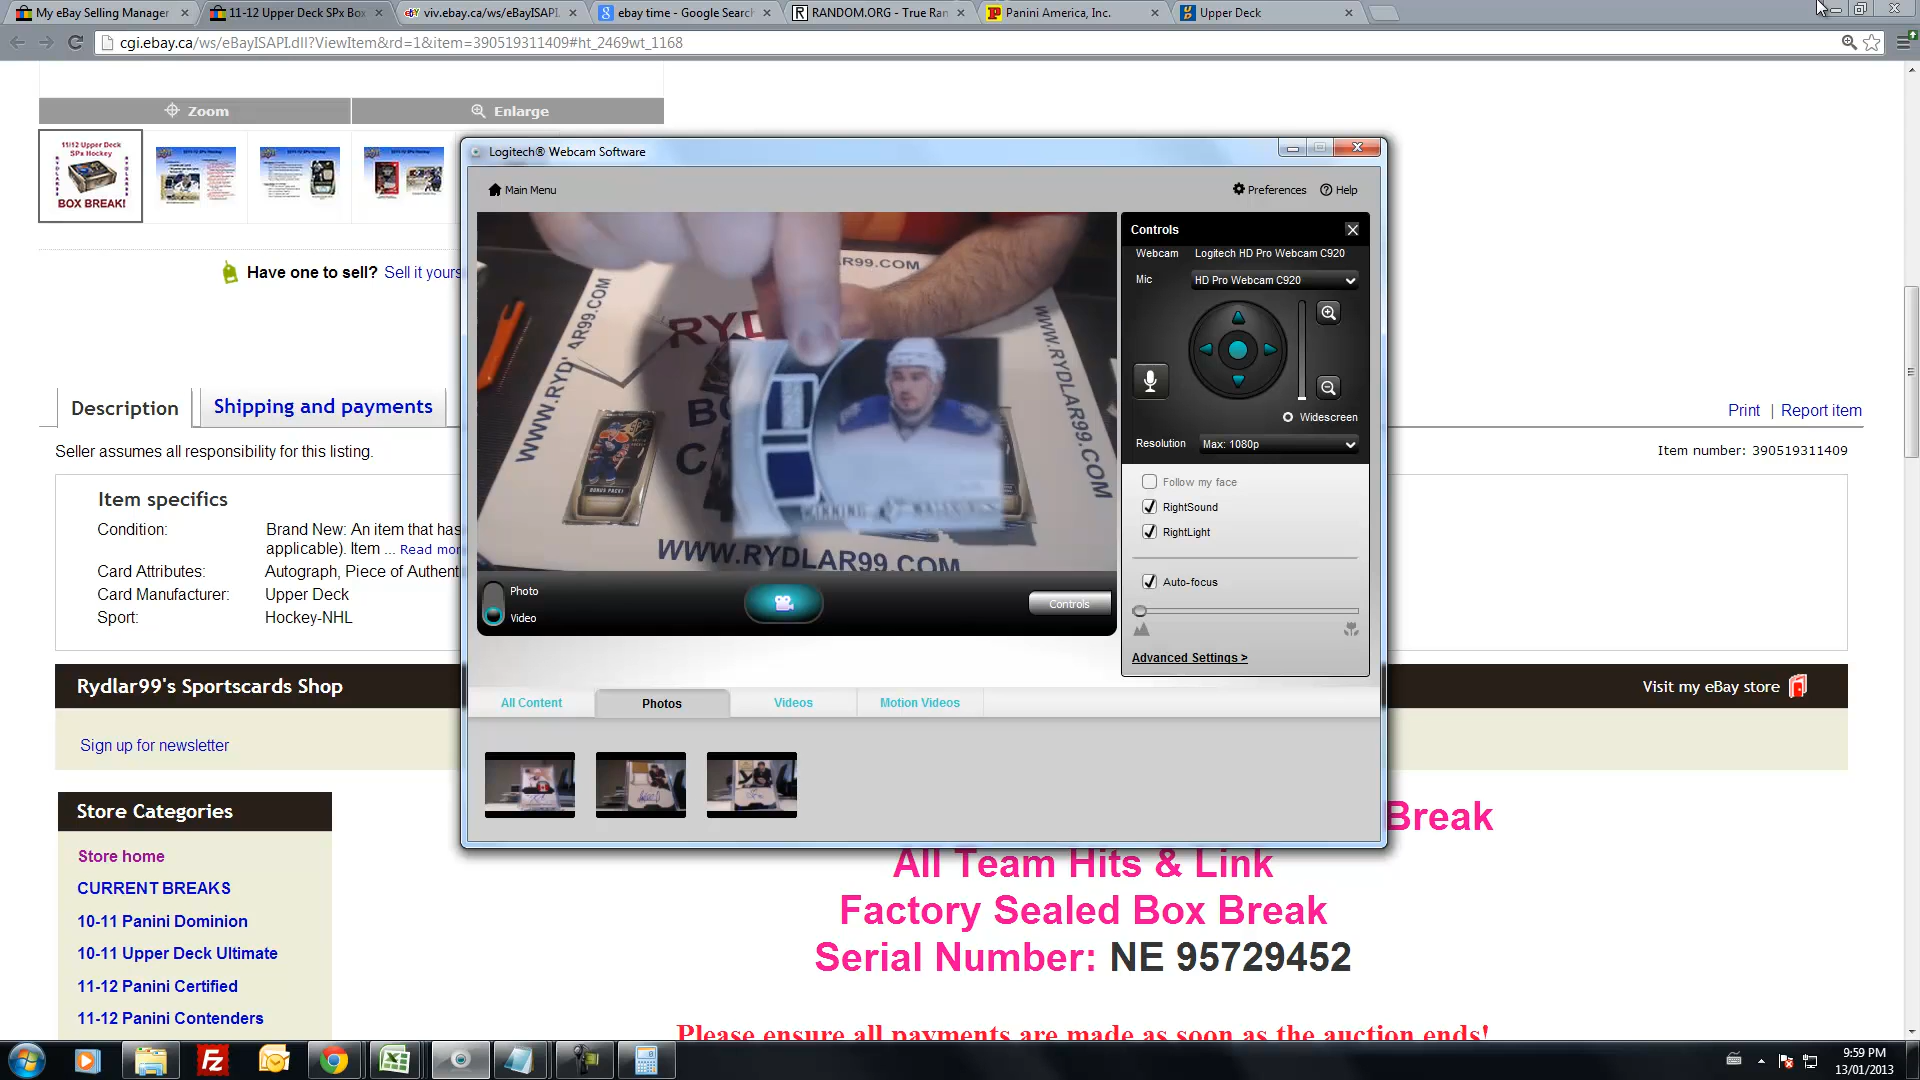 My eBay Selling Manager
11-12 Upper Deck SPx Box
viv.ebay.ca/ws/eBayISAPI.
ebay time - Google Search
RANDOM.ORG - True Ran
Panini America, Inc.
Upper Deck
cgi.ebay.ca/ws/eBayISAPI.dll?ViewItem&rd=1&item=390519311409#ht_2469wt_1168
Zoom
Enlarge
11/12 Upper Deck
SPx Hockey
BOX BREAK!
Have one to sell? Sell it yours
Description
Shipping and payments
Print | Report item
Seller assumes all responsibility for this listing.
Item number: 390519311409
Item specifics
Condition:
Brand New: An item that has
applicable). Item ... Read mor
Card Attributes:
Autograph, Piece of Authent
Card Manufacturer:
Upper Deck
Sport:
Hockey-NHL
Rydlar99's Sportscards Shop
Visit my eBay store
Sign up for newsletter
Store Categories
Store home
CURRENT BREAKS
10-11 Panini Dominion
10-11 Upper Deck Ultimate
11-12 Panini Certified
11-12 Panini Contenders
Logitech® Webcam Software
Main Menu
Preferences
Help
WWW.RYDLAR99.COM
WWW.RYDLAR99.COM
WWW.RYDLAR99.COM
BONUS PACK!
Photo
Video
Controls
Controls
Webcam
Logitech HD Pro Webcam C920
Mic
HD Pro Webcam C920
Widescreen
Resolution
Max: 1080p
Follow my face
RightSound
RightLight
Auto-focus
Advanced Settings >
All Content
Photos
Videos
Motion Videos
Break
All Team Hits & Link
Factory Sealed Box Break
Serial Number: NE 95729452
Please ensure all payments are made as soon as the auction ends!
9:59 PM
13/01/2013